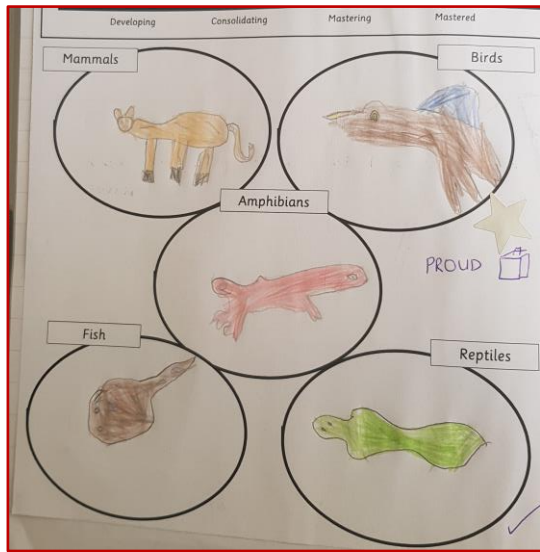 Developing Consolidating Mastering Mastered
Mammals Birds
Amphibians
PROUD
Fish
Reptiles